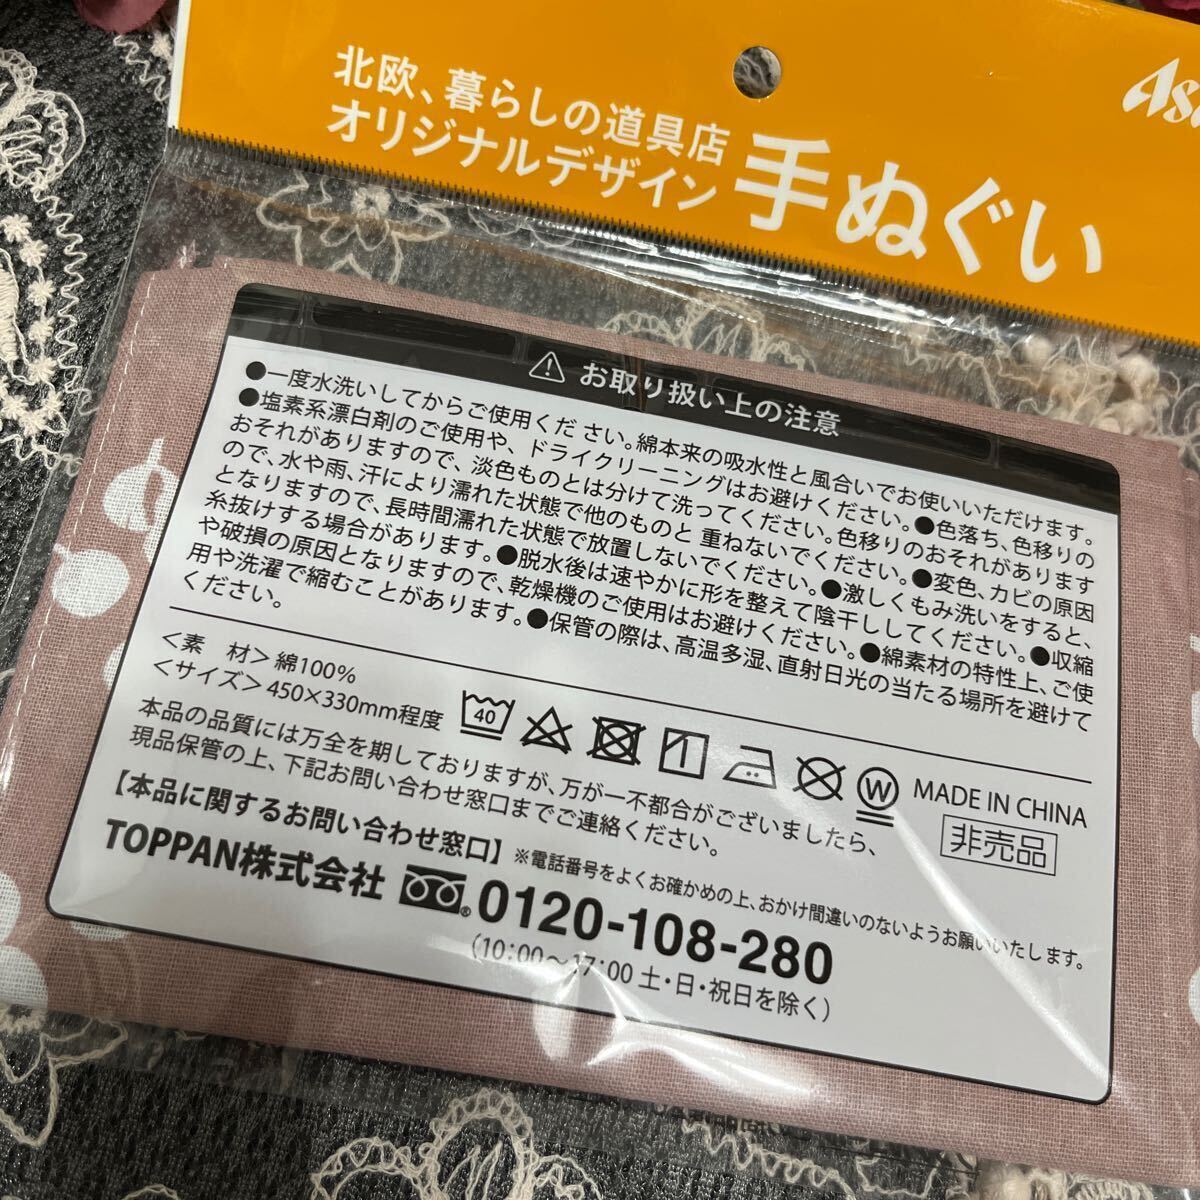 北欧、暮らしの道具店
オリジナルデザイン
手ぬぐい
お取り扱い上の注意
●一度水洗いしてからご使用ください。綿本来の吸水性と風合いでお使いいただけます。
●塩素系漂白剤のご使用や、ドライクリーニングはお避けください。●色落ち、色移りの
おそれがありますので、淡色ものとは分けて洗ってください。色移りのおそれがあります
ので、水や雨、汗により濡れた状態で他のものと 重ねないでください。●変色、カビの原因
となりますので、長時間濡れた状態で放置しないでください。●激しくもみ洗いをすると、
糸抜けする場合があります。●脱水後は速やかに形を整えて陰干ししてください。●収縮
や破損の原因となりますので、乾燥機のご使用はお避けください。●綿素材の特性上、ご使
用や洗濯で縮むことがあります。●保管の際は、高温多湿、直射日光の当たる場所を避けて
ください。
＜素　材＞綿100%
＜サイズ＞450×330mm程度
40
W
MADE IN CHINA
非売品
本品の品質には万全を期しておりますが、万が一不都合がございましたら、
現品保管の上、下記お問い合わせ窓口までご連絡ください。
【本品に関するお問い合わせ窓口】※電話番号をよくお確かめの上、おかけ間違いのないようお願いいたします。
TOPPAN株式会社 0120-108-280
（10：00～17：00 土・日・祝日を除く）